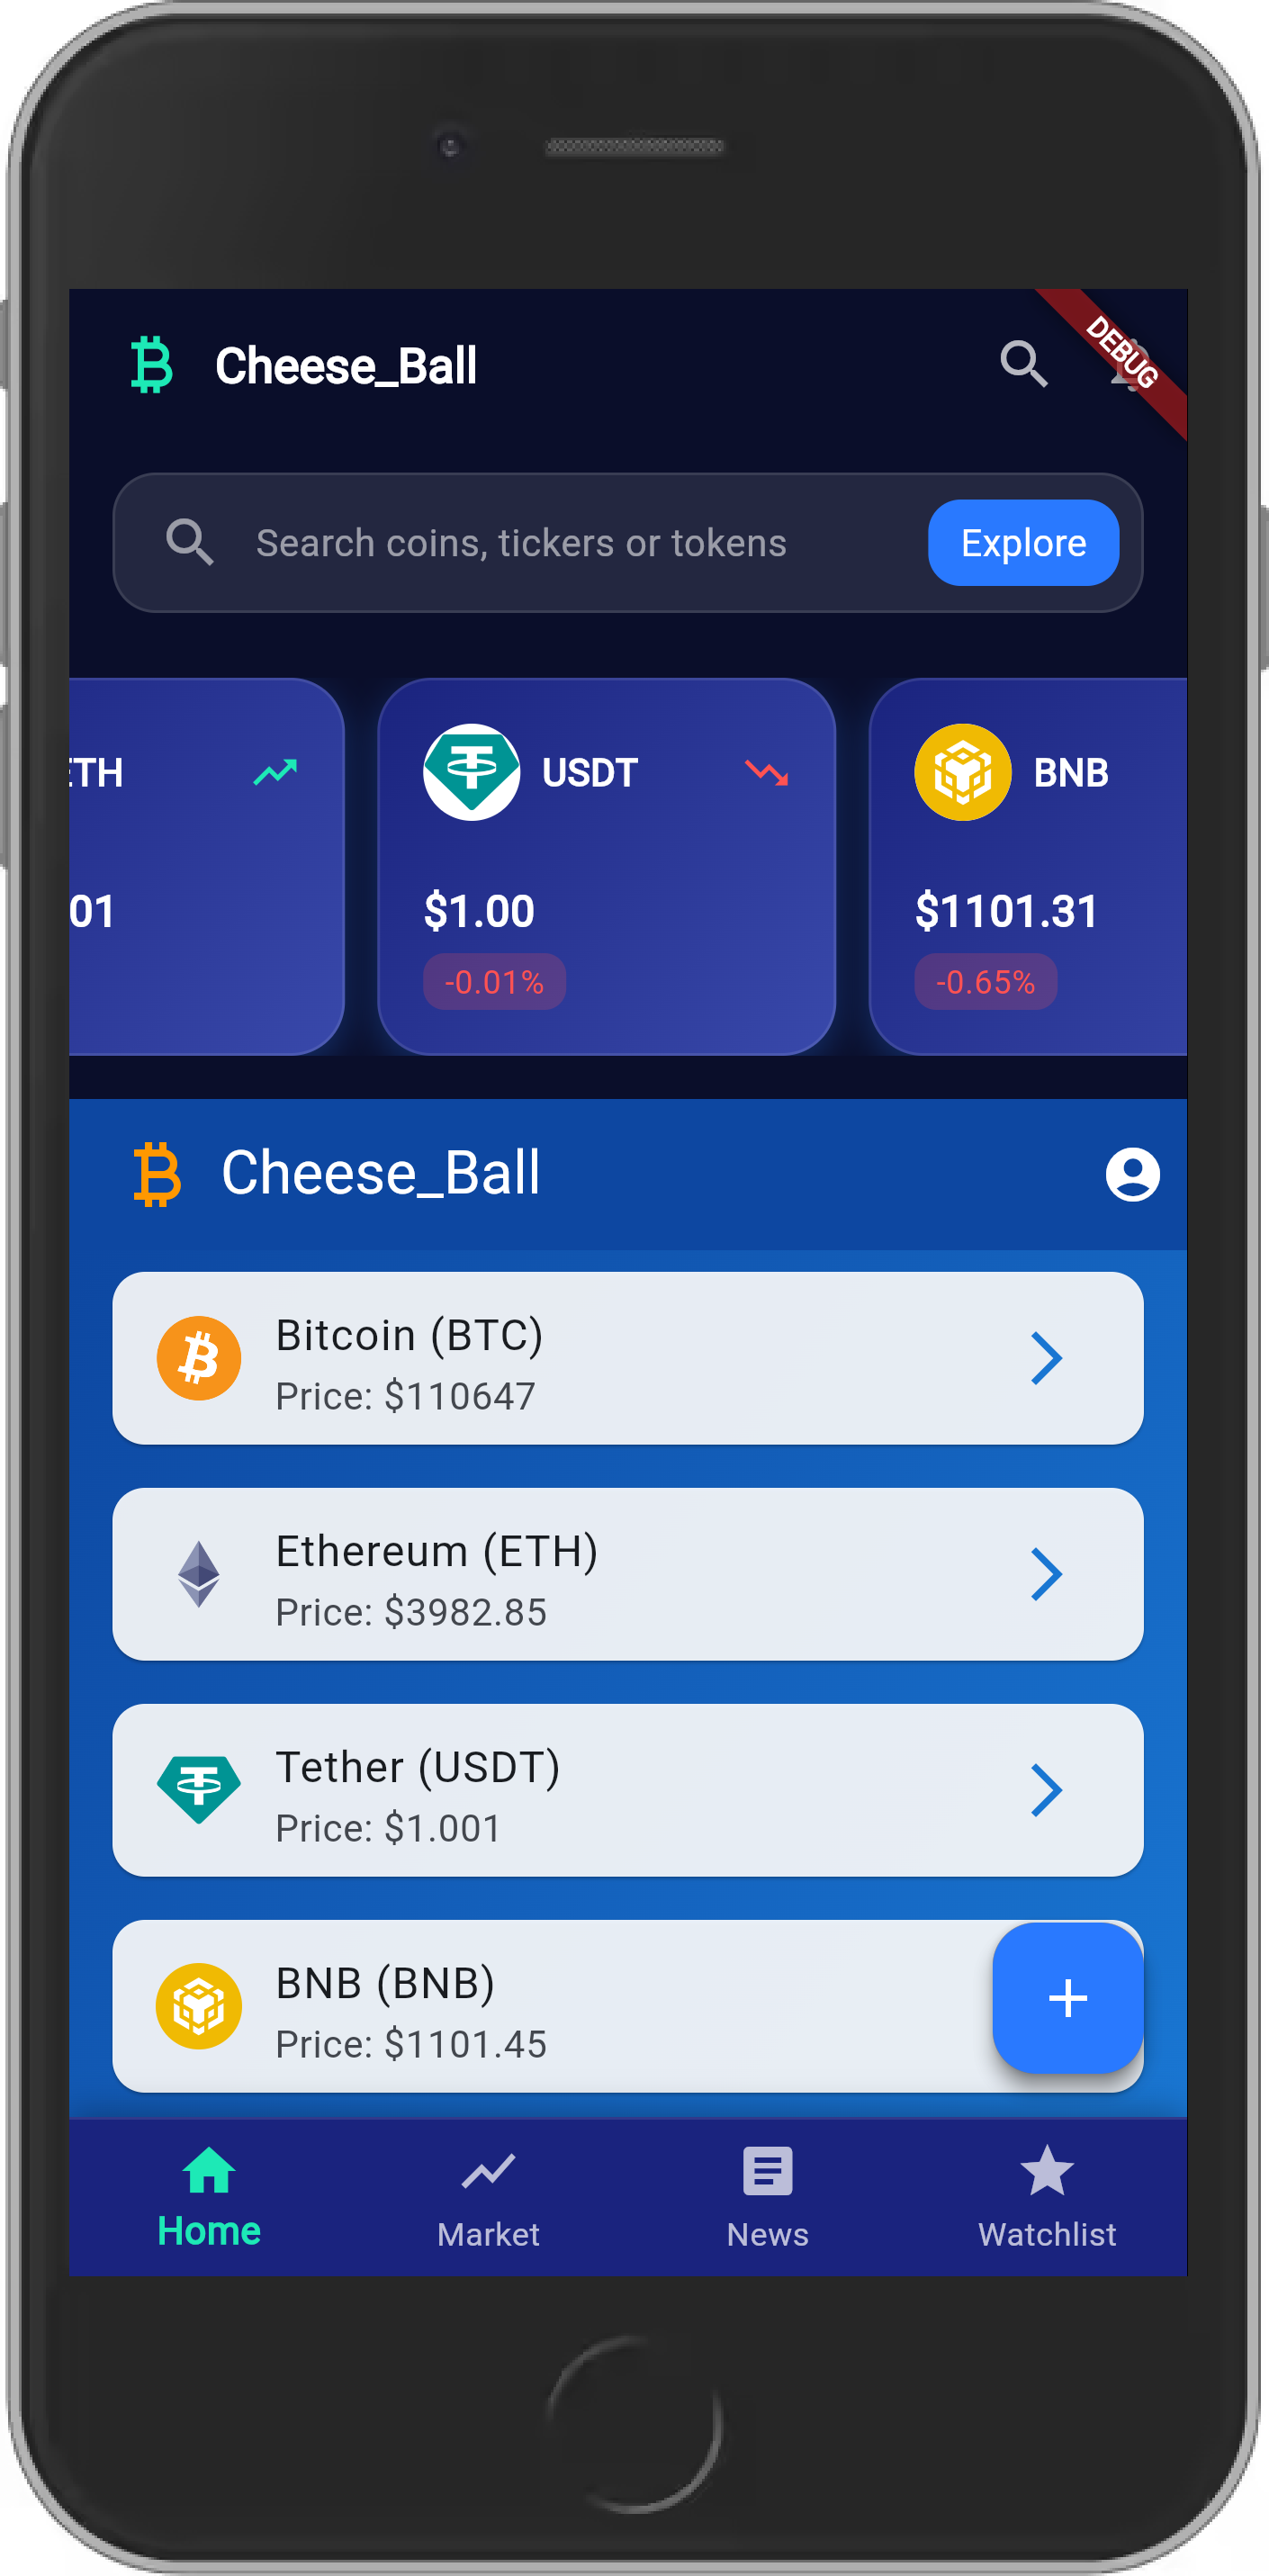 Cheese_Ball
DEBUG
Search coins, tickers or tokens
Explore
USDT
BNB
01
$1.00
$1101.31
-0.01%
-0.65%
Cheese_Ball
Bitcoin (BTC)
Price: $110647
Ethereum (ETH)
Price: $3982.85
Tether (USDT)
Price: $1.001
BNB (BNB)
Price: $1101.45
+
Home
Market
News
Watchlist